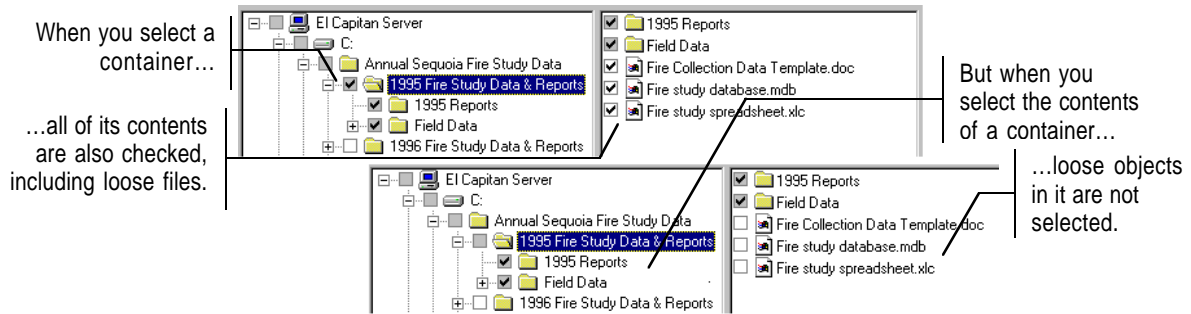 When you select a
container…
…all of its contents
are also checked,
including loose files.
El Capitan Server
C:
Annual Sequoia Fire Study Data
1995 Fire Study Data & Reports
1995 Reports
Field Data
1996 Fire Study Data & Reports
1995 Reports
Field Data
Fire Collection Data Template.doc
Fire study database.mdb
Fire study spreadsheet.xlc
But when you
select the contents
of a container…
…loose objects
in it are not
selected.
El Capitan Server
C:
Annual Sequoia Fire Study Data
1995 Fire Study Data & Reports
1995 Reports
Field Data
1996 Fire Study Data & Reports
1995 Reports
Field Data
Fire Collection Data Template.doc
Fire study database.mdb
Fire study spreadsheet.xlc